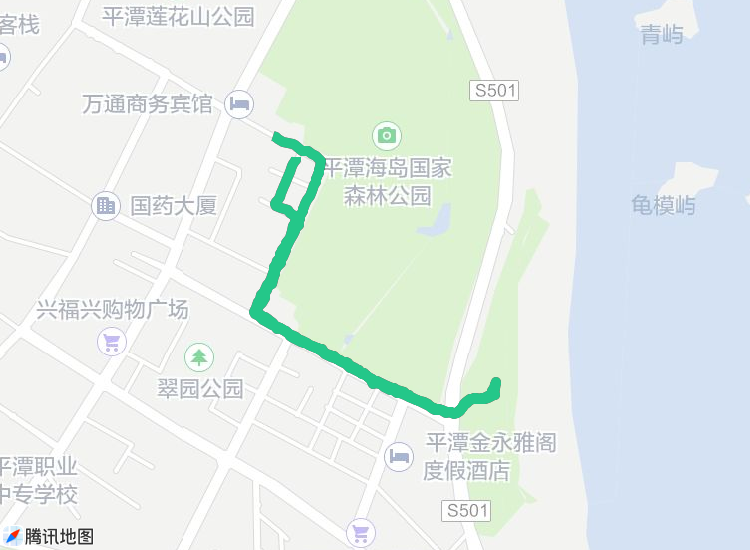 客栈
平潭莲花山公园
青屿
S501
万通商务宾馆
平潭海岛国家
森林公园
国药大厦
龟模屿
兴福兴购物广场
翠园公园
平潭金永雅阁
度假酒店
平潭职业
中专学校
S501
腾讯地图